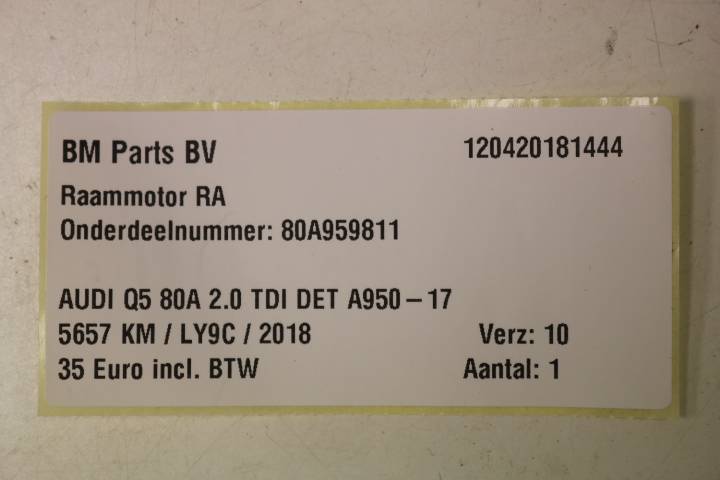 BM Parts BV 120420181444
Raammotor RA
Onderdeelnummer: 80A959811
AUDI Q5 80A 2.0 TDI DET A950-17
5657 KM / LY9C / 2018 Verz: 10
35 Euro incl. BTW Aantal: 1